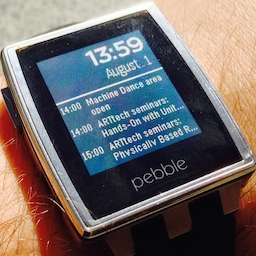 13:59
August 1
14:00 Machine Dance area
open
14:00 ARTtech seminars:
Hands-On with Unit...
15:00 ARTtech seminars:
Physically Based R...
pebble